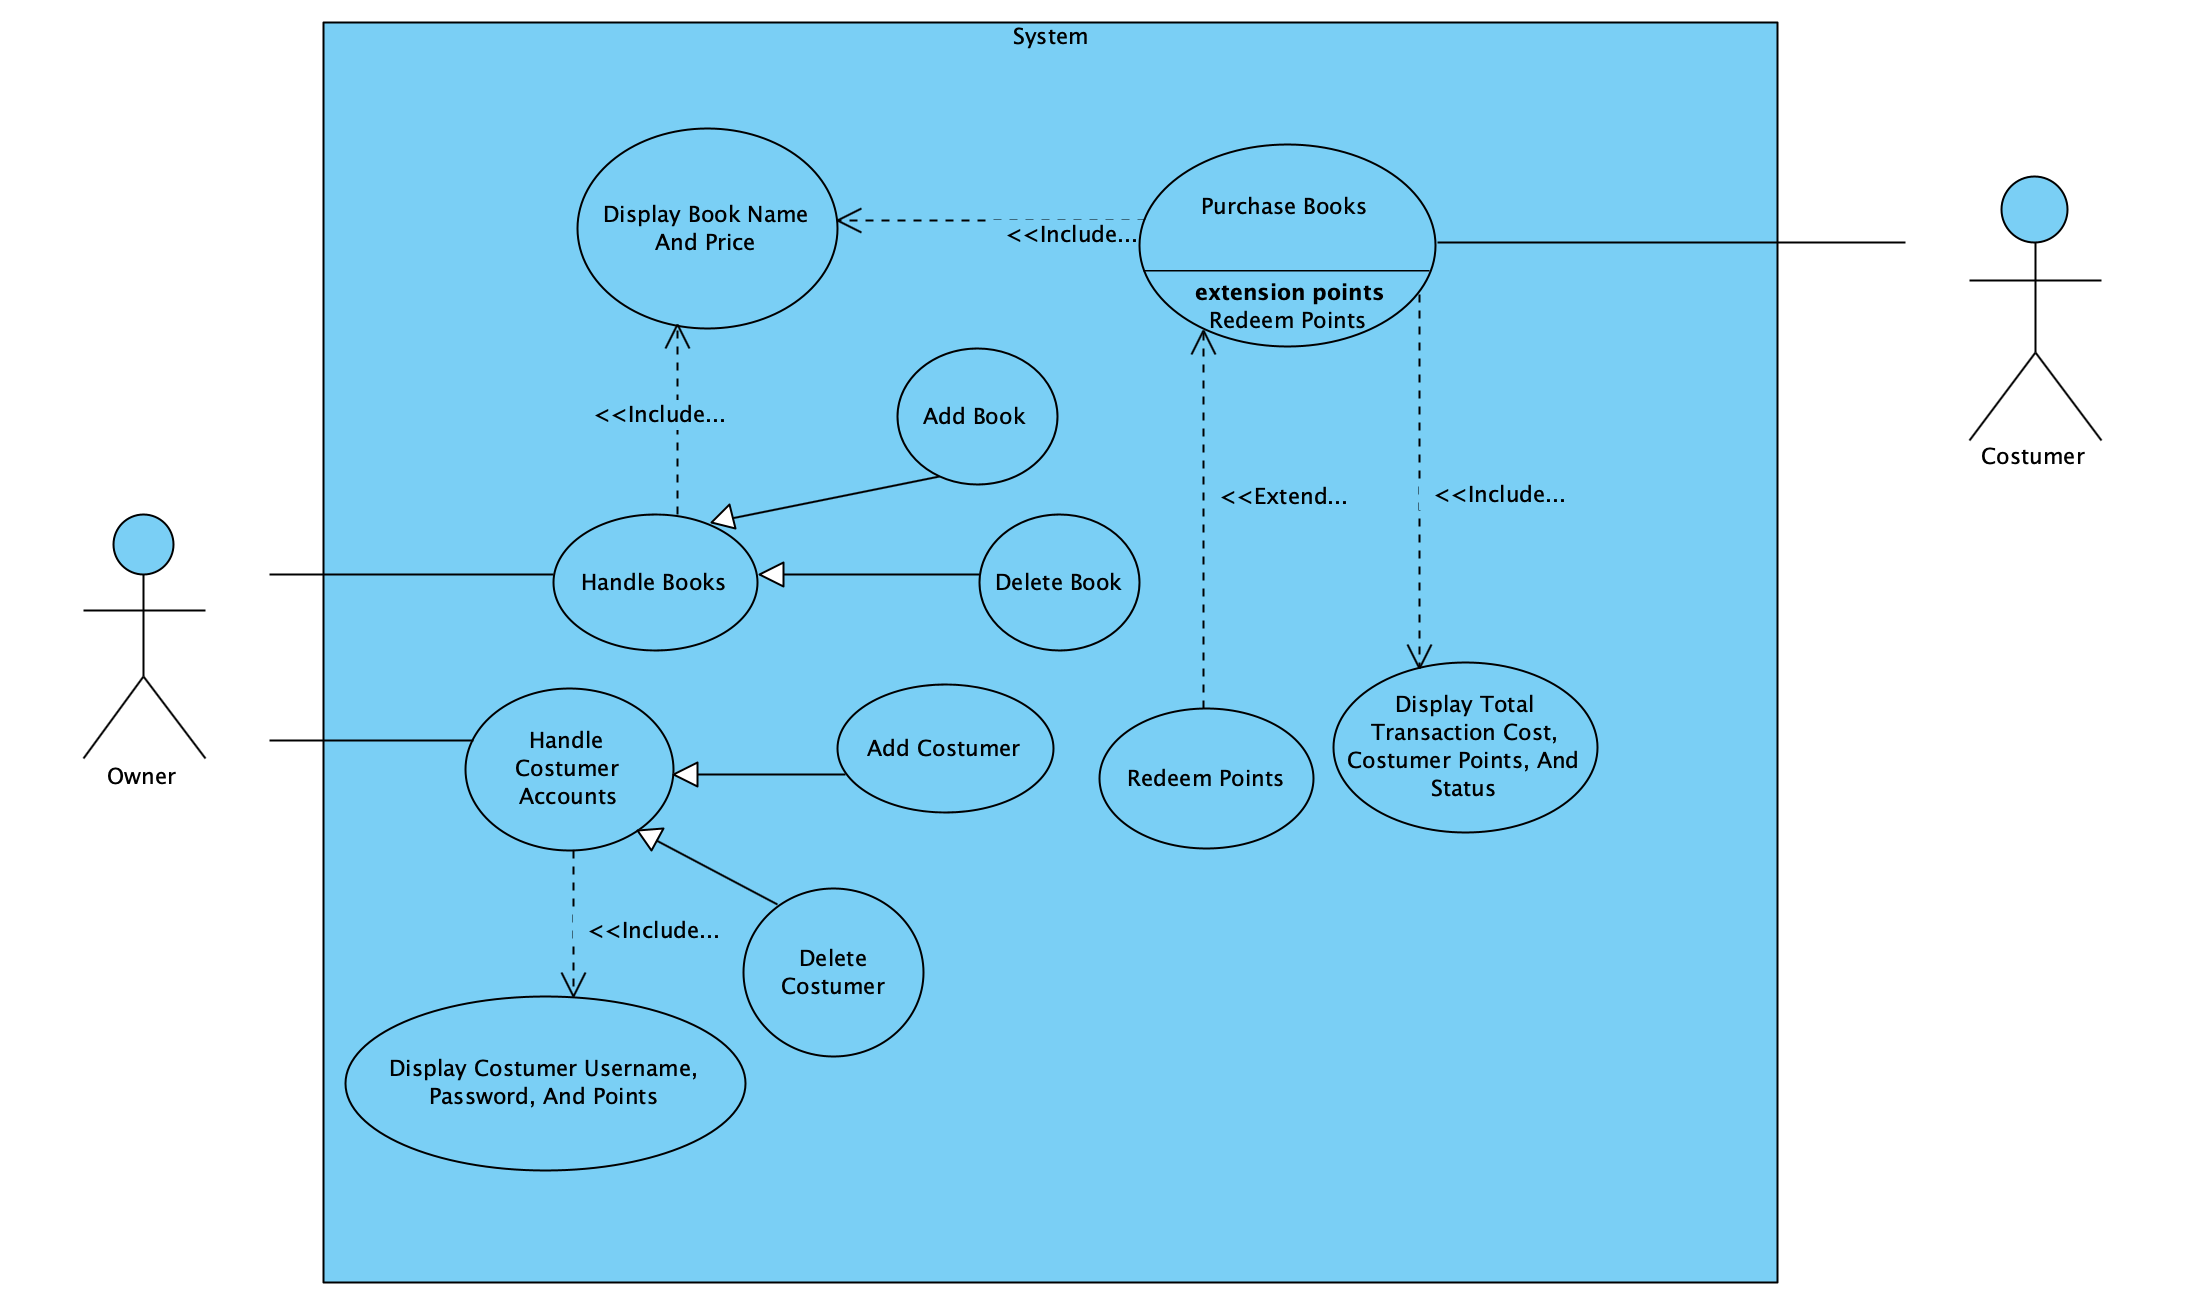 System
Display Book Name
And Price
<<Include...
Purchase Books
extension points
Redeem Points
Costumer
<<Include...
Add Book
<<Extend...
<<Include...
Handle Books
Delete Book
Owner
Handle
Costumer
Accounts
Add Costumer
Redeem Points
Display Total
Transaction Cost,
Costumer Points, And
Status
<<Include...
Delete
Costumer
Display Costumer Username,
Password, And Points